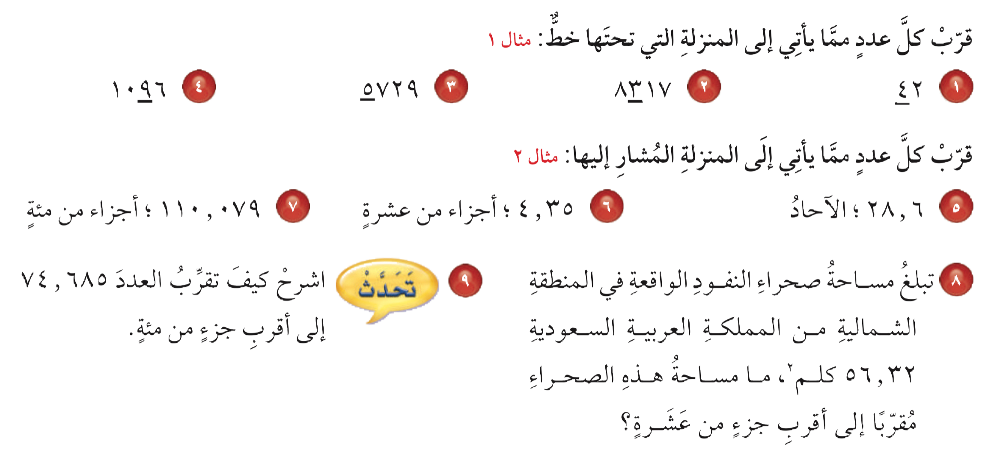 قرّبْ كلَّ عددٍ ممَّا يأتِي إلى المنزلةِ التي تحتَها خطٌّ: مثال ١
١ ٤٢ ٢ ٨٣١٧ ٣ ٥٧٢٩ ٤ ١٠٩٦
قرّبْ كلَّ عددٍ ممَّا يأتِي إلَى المنزلةِ المُشارِ إليها: مثال ٢
٥ ٢٨,٦ ؛ الآحادُ ٦ ٤,٣٥ ؛ أجزاء من عشرةٍ ٧ ١١٠,٠٧٩ ؛ أجزاء من مئةٍ
٨ تبلغُ مساحةُ صحراءِ النفودِ الواقعةِ في المنطقةِ
الشماليةِ من المملكةِ العربيةِ السعوديةِ
٥٦,٣٢ كلم٢، ما مساحةُ هذهِ الصحراءِ
مُقرّبًا إلى أقربِ جزءٍ من عَشَرةٍ؟
٩ تَحَدَّثْ اشرحْ كيفَ تقرِّبُ العددَ ٧٤,٦٨٥
إلى أقربِ جزءٍ من مئةٍ.